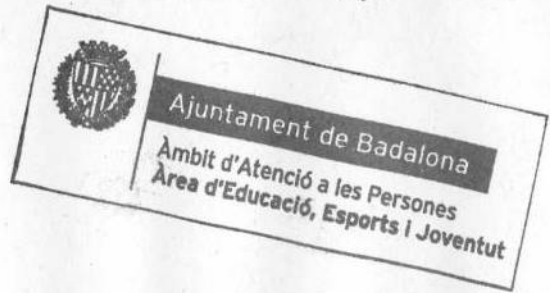 Ajuntament de Badalona
Àmbit d'Atenció a les Persones
Àrea d'Educació, Esports i Joventut